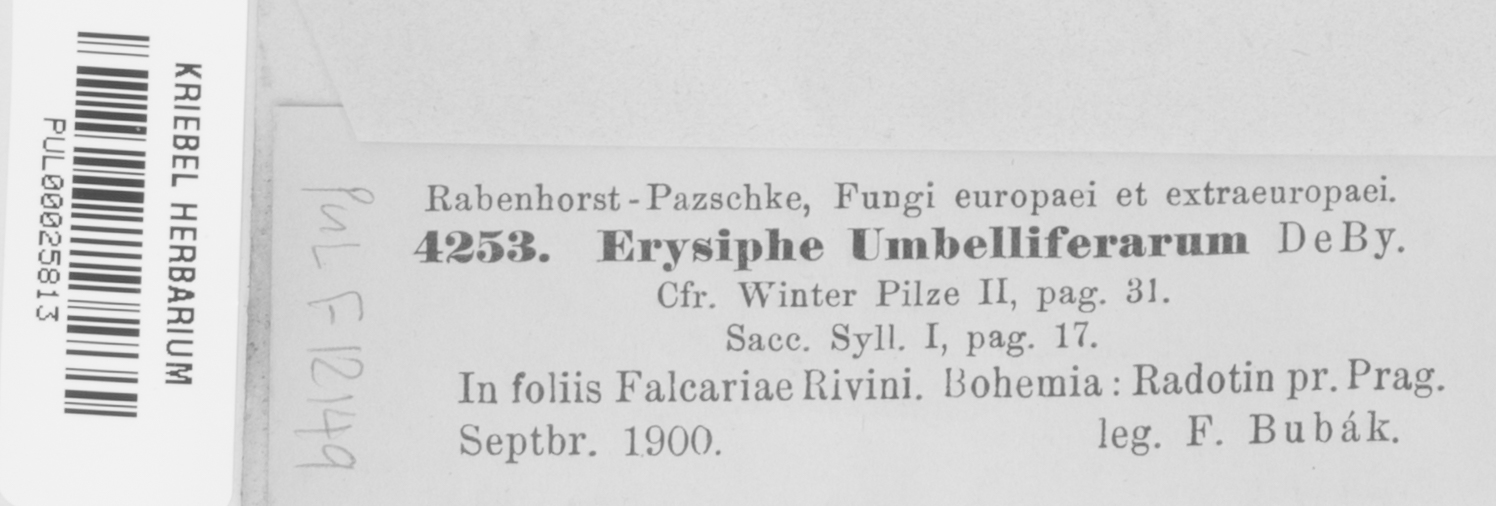 KRIEBEL HERBARIUM
PUL00025813
PUL F12149
Rabenhorst-Pazschke, Fungi europaei et extraeuropaei.
4253. Erysiphe Umbelliferarum DeBy.
Cfr. Winter Pilze II, pag. 31.
Sacc. Syll. I, pag. 17.
In foliis Falcariae Rivini. Bohemia: Radotin pr. Prag.
Septbr. 1900. leg. F. Bubák.